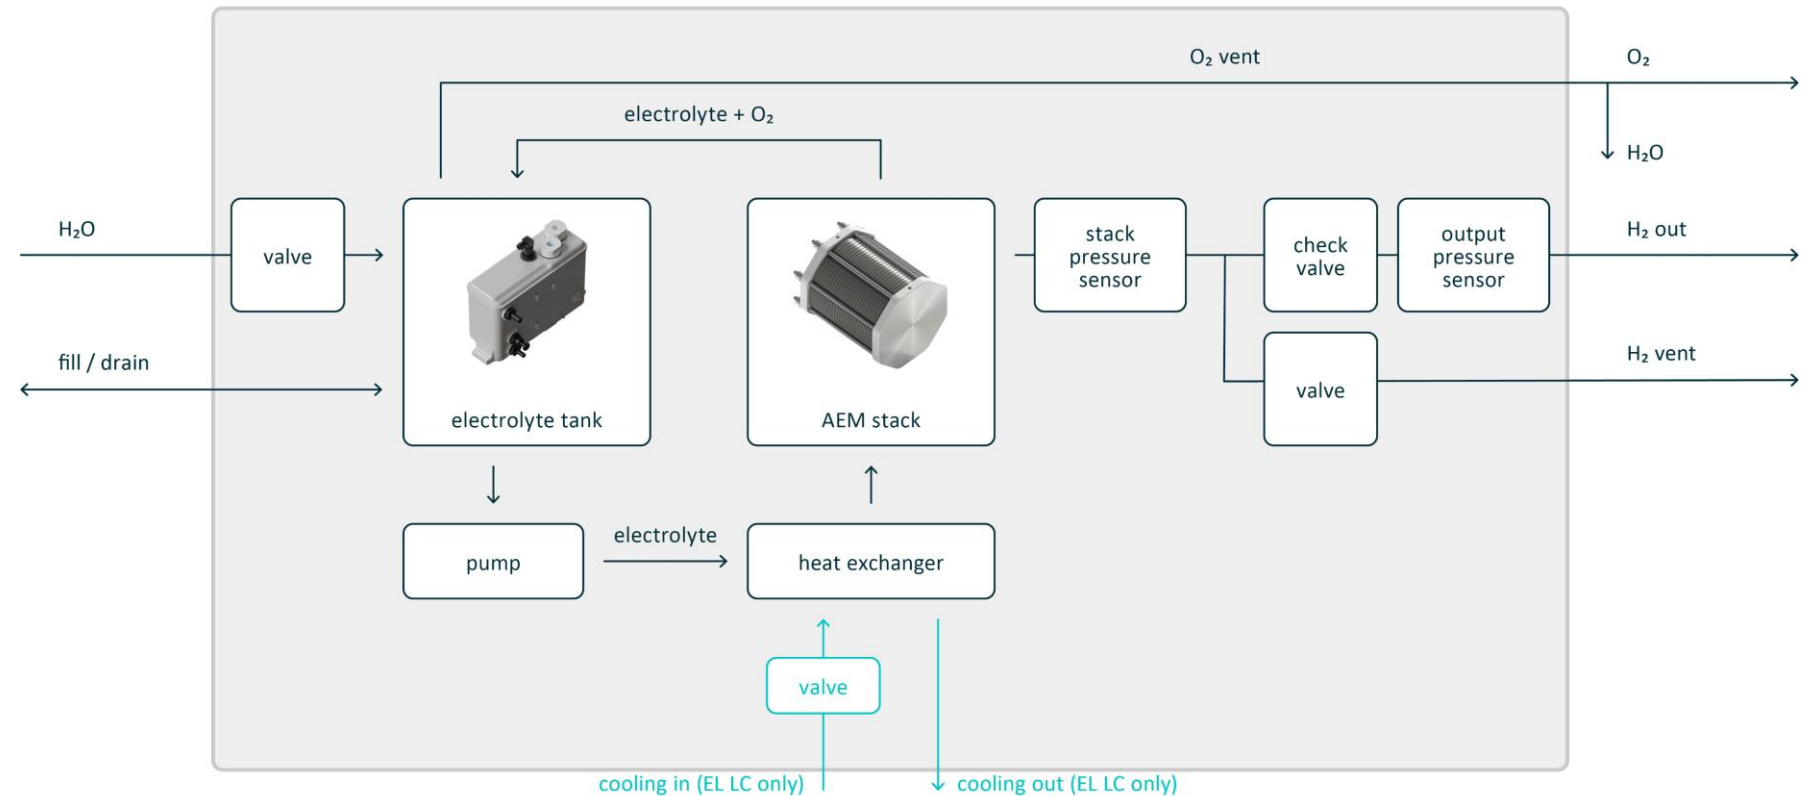 O₂ vent
O₂
electrolyte + O₂
H₂O
H₂O
valve
stack
pressure
sensor
check
valve
output
pressure
sensor
H₂ out
fill / drain
electrolyte tank
AEM stack
valve
H₂ vent
pump
electrolyte
heat exchanger
valve
cooling in (EL LC only)
cooling out (EL LC only)